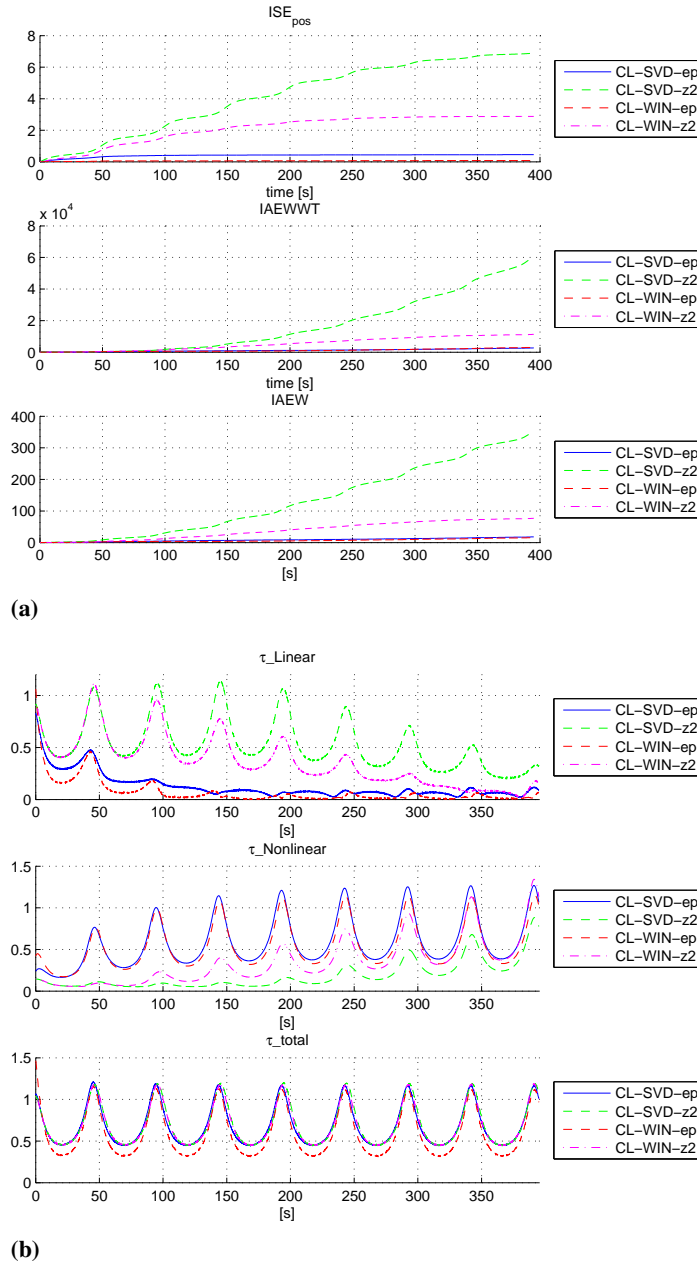 ISE_pos
8
6
4
2
0
0 50 100 150 200 250 300 350 400
time [s]
CL-SVD-ep
CL-SVD-z2
CL-WIN-ep
CL-WIN-z2
IAEWWT
x 10^4
8
6
4
2
0
0 50 100 150 200 250 300 350 400
time [s]
CL-SVD-ep
CL-SVD-z2
CL-WIN-ep
CL-WIN-z2
IAEW
400
300
200
100
0
0 50 100 150 200 250 300 350 400
[s]
CL-SVD-ep
CL-SVD-z2
CL-WIN-ep
CL-WIN-z2
(a)
τ_Linear
1
0.5
0
0 50 100 150 200 250 300 350
[s]
CL-SVD-ep
CL-SVD-z2
CL-WIN-ep
CL-WIN-z2
τ_Nonlinear
1.5
1
0.5
0
0 50 100 150 200 250 300 350
[s]
CL-SVD-ep
CL-SVD-z2
CL-WIN-ep
CL-WIN-z2
τ_total
1.5
1
0.5
0
0 50 100 150 200 250 300 350
[s]
CL-SVD-ep
CL-SVD-z2
CL-WIN-ep
CL-WIN-z2
(b)